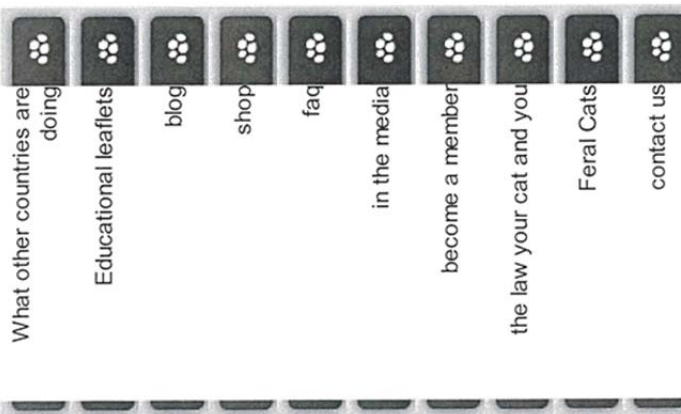 What other countries are
doing
Educational leaflets
blog
shop
faq
in the media
become a member
the law your cat and you
Feral Cats
contact us